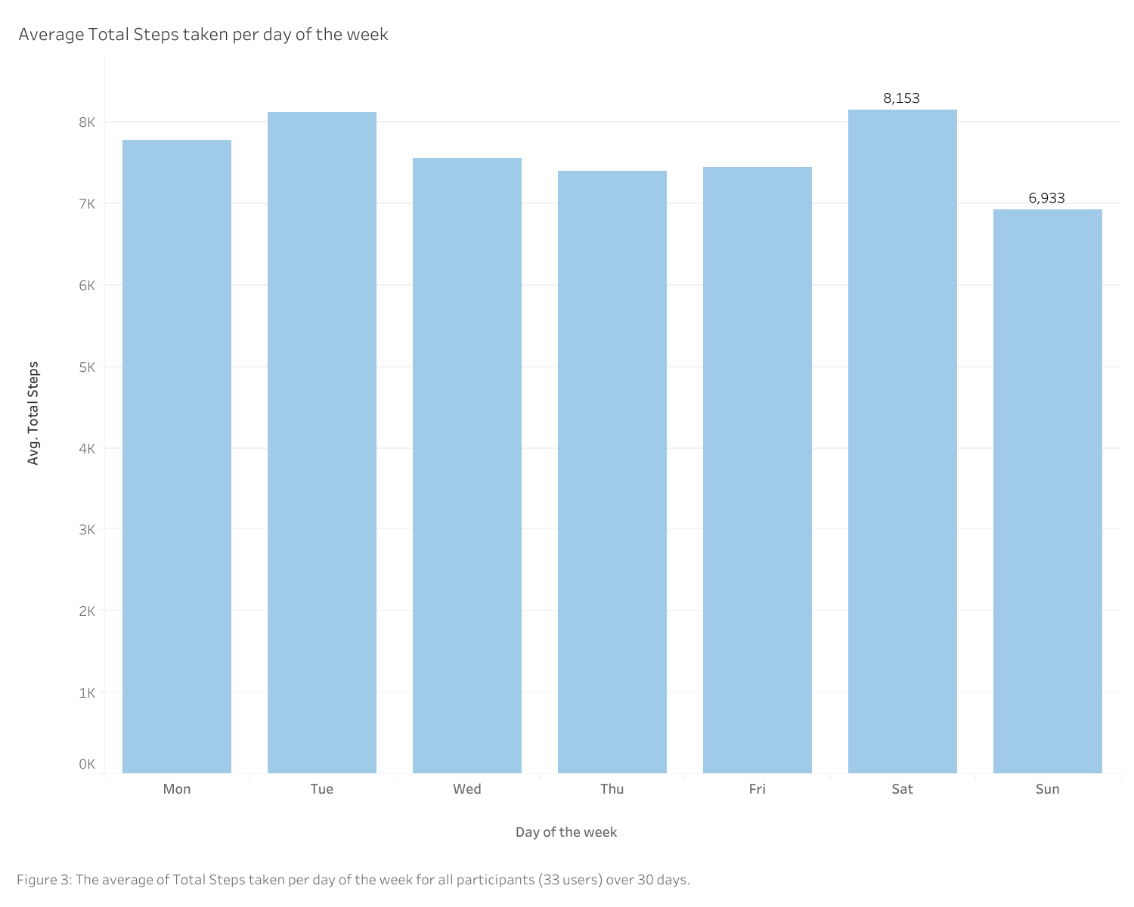 Average Total Steps taken per day of the week
8,153
8K
7K
6,933
6K
5K
4K
3K
2K
1K
0K
Avg. Total Steps
Mon Tue Wed Thu Fri Sat Sun
Day of the week
Figure 3: The average of Total Steps taken per day of the week for all participants (33 users) over 30 days.